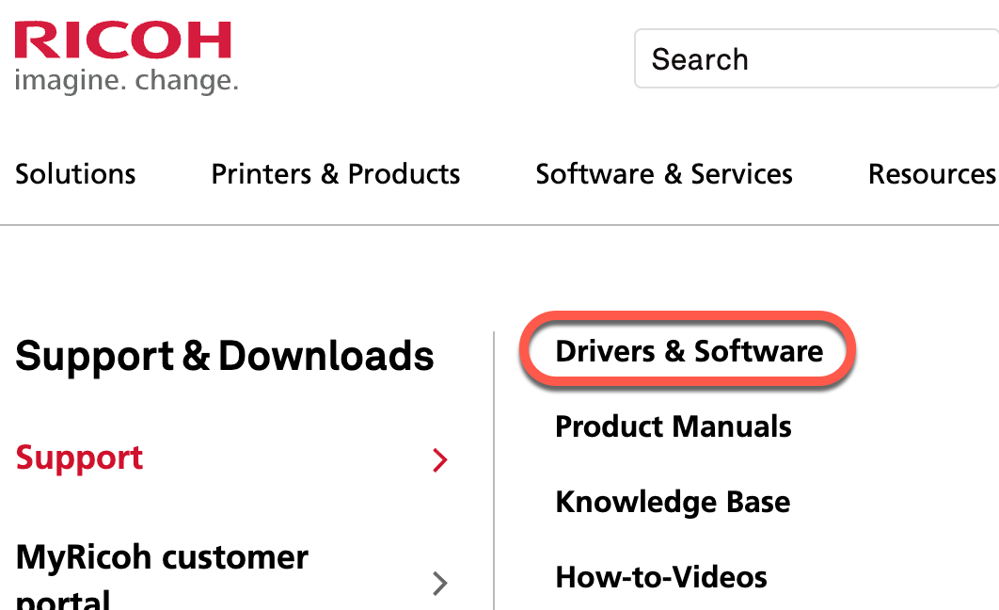 RICOH
imagine. change.
Search
Solutions Printers & Products Software & Services Resources
Support & Downloads
Support
MyRicoh customer
portal
Drivers & Software
Product Manuals
Knowledge Base
How-to-Videos